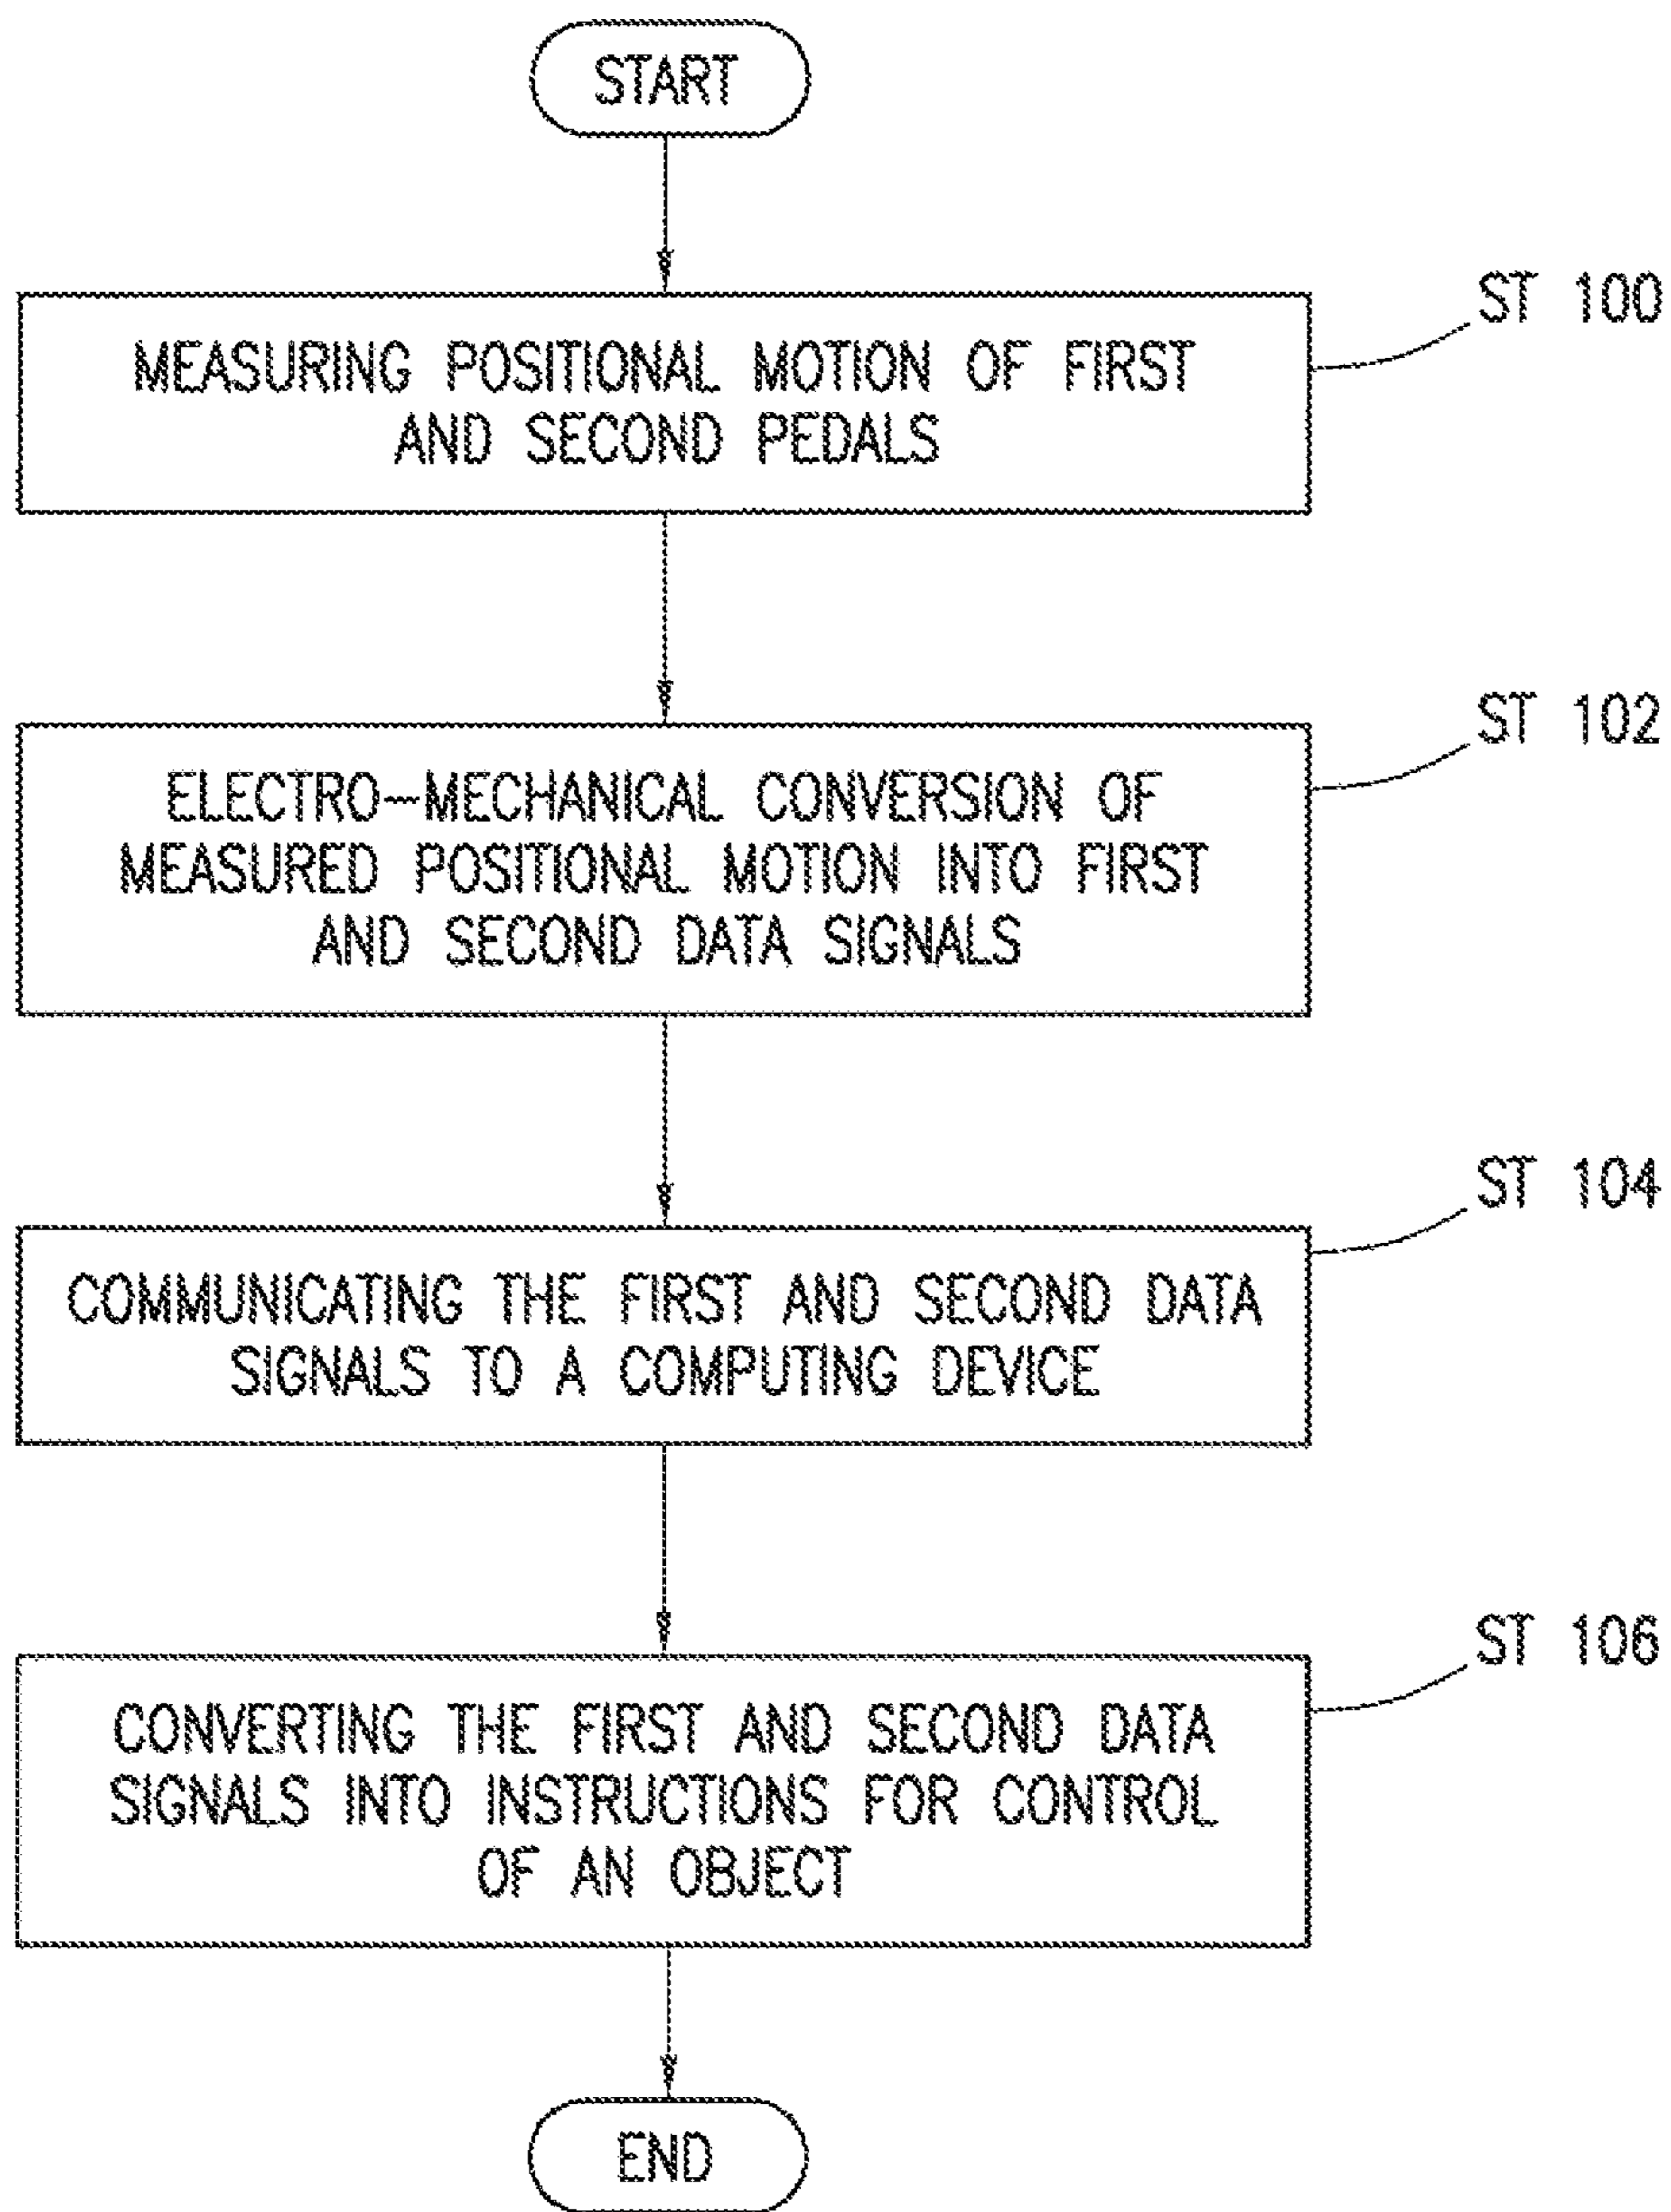 START
ST 100
MEASURING POSITIONAL MOTION OF FIRST
AND SECOND PEDALS
ST 102
ELECTRO-MECHANICAL CONVERSION OF
MEASURED POSITIONAL MOTION INTO FIRST
AND SECOND DATA SIGNALS
ST 104
COMMUNICATING THE FIRST AND SECOND DATA
SIGNALS TO A COMPUTING DEVICE
ST 106
CONVERTING THE FIRST AND SECOND DATA
SIGNALS INTO INSTRUCTIONS FOR CONTROL
OF AN OBJECT
END